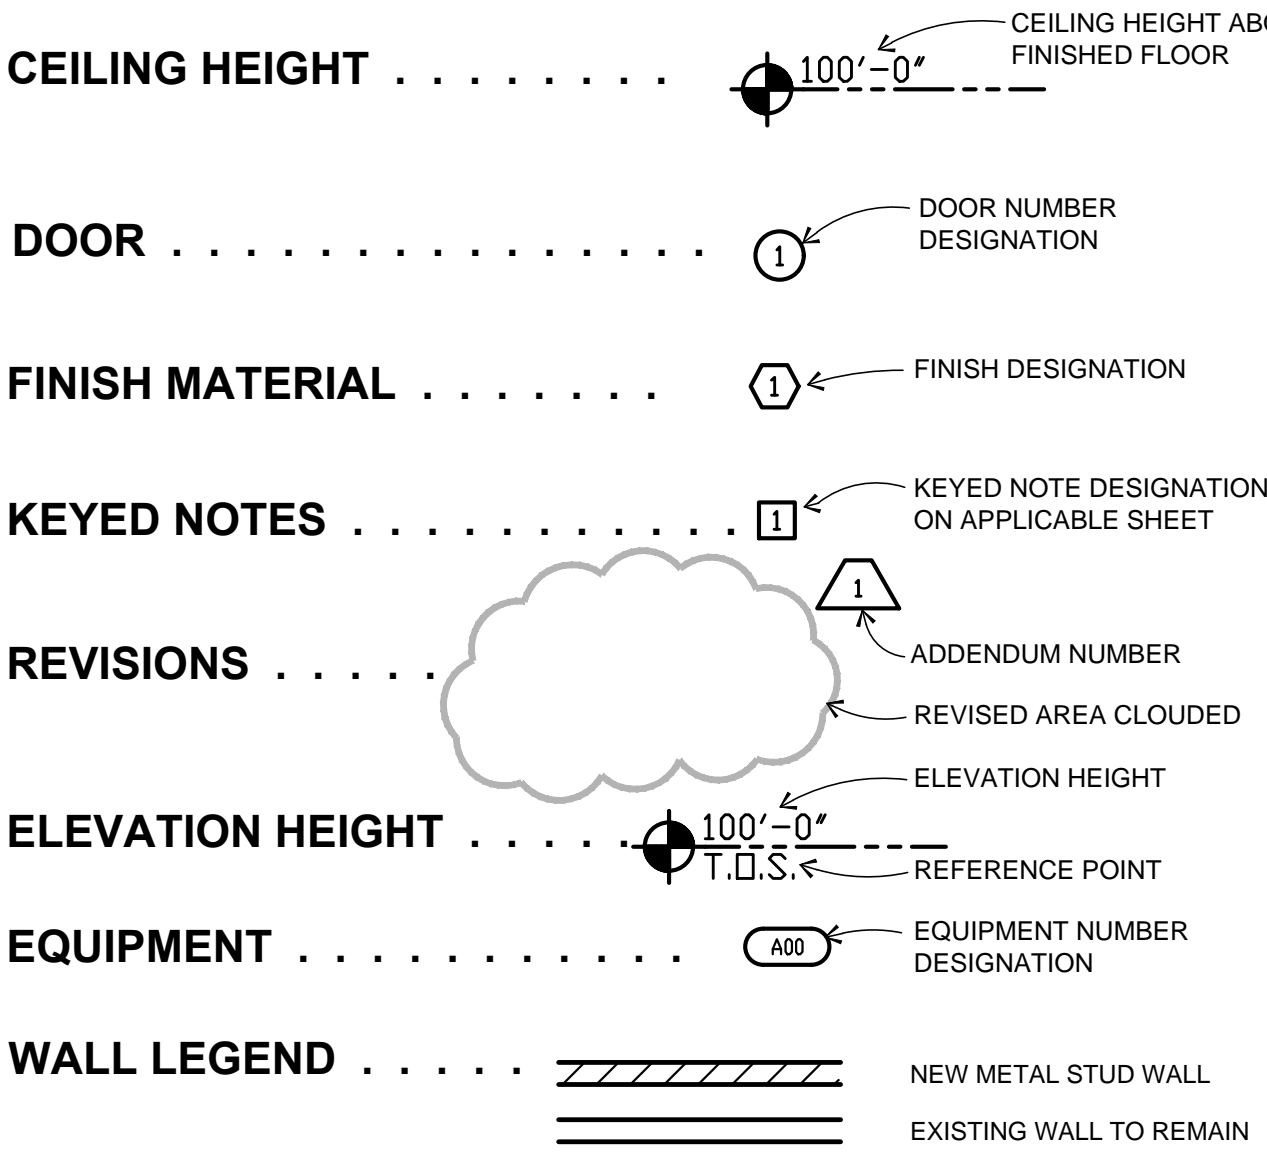 CEILING HEIGHT . . . . . . . .
100'-0"
CEILING HEIGHT
FINISHED FLOOR
DOOR . . . . . . . . . . . . . . .
1
DOOR NUMBER
DESIGNATION
FINISH MATERIAL . . . . . . .
1
FINISH DESIGNATION
KEYED NOTES . . . . . . . . . . .
1
KEYED NOTE DESIGNATION
ON APPLICABLE SHEET
1
REVISIONS . . . . .
ADDENDUM NUMBER
REVISED AREA CLOUDED
ELEVATION HEIGHT . . . . .
100'-0"
T.O.S.
ELEVATION HEIGHT
REFERENCE POINT
EQUIPMENT . . . . . . . . . . .
A00
EQUIPMENT NUMBER
DESIGNATION
WALL LEGEND . . . . .
NEW METAL STUD WALL
EXISTING WALL TO REMAIN